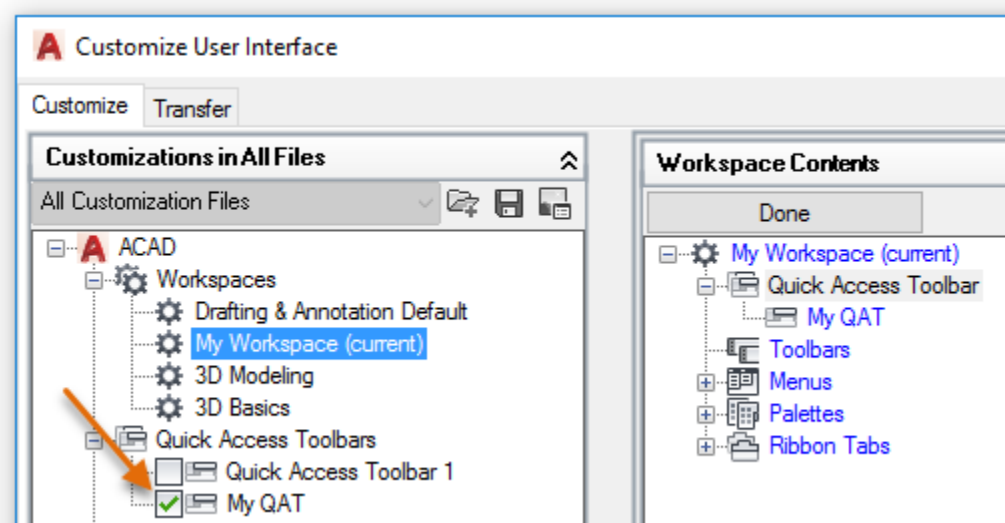 Customize User Interface
Customize Transfer
Customizations in All Files
All Customization Files
ACAD
Workspaces
Drafting & Annotation Default
My Workspace (current)
3D Modeling
3D Basics
Quick Access Toolbars
Quick Access Toolbar 1
My QAT
Workspace Contents
Done
My Workspace (current)
Quick Access Toolbar
My QAT
Toolbars
Menus
Palettes
Ribbon Tabs